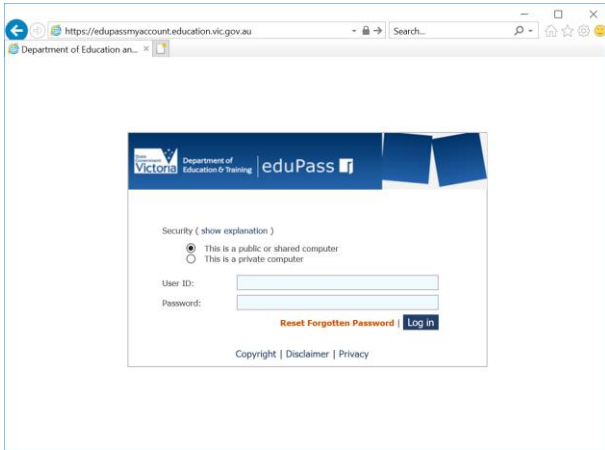 https://edupassmyaccount.education.vic.gov.au
Search...
Department of Education an...
State
Government
Victoria
Department of
Education & Training
eduPass
Security ( show explanation )
This is a public or shared computer
This is a private computer
User ID:
Password:
Reset Forgotten Password | Log in
Copyright | Disclaimer | Privacy